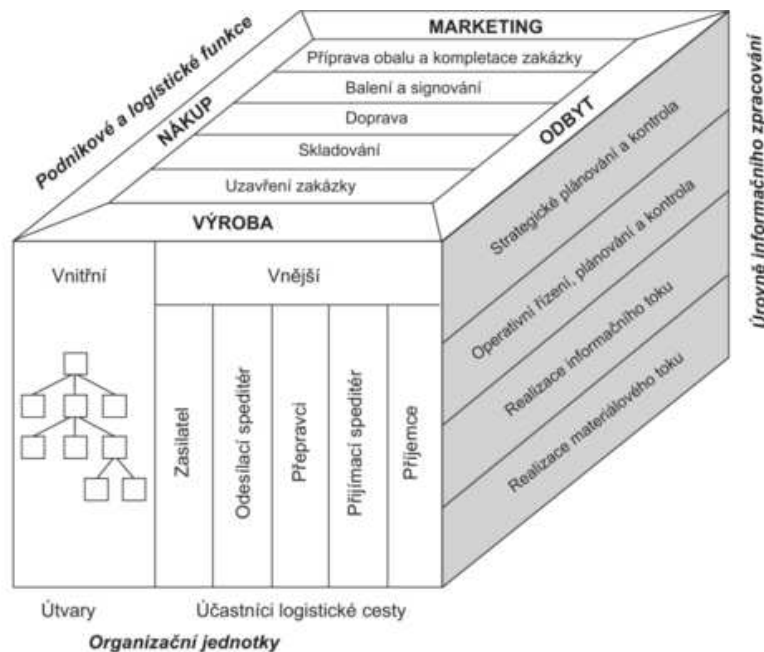 MARKETING
Podnikové a logistické funkce
Příprava obalu a kompletace zakázky
Balení a signování
NÁKUP
Doprava
ODBYT
Skladování
Uzavření zakázky
VÝROBA
Úrovně informačního zpracování
Strategické plánování a kontrola
Operativní řízení, plánování a kontrola
Realizace informačního toku
Realizace materiálového toku
Vnitřní
Vnější
Zasilatel
Odesílací speditér
Přepravci
Přijímací speditér
Příjemce
Útvary
Účastníci logistické cesty
Organizační jednotky